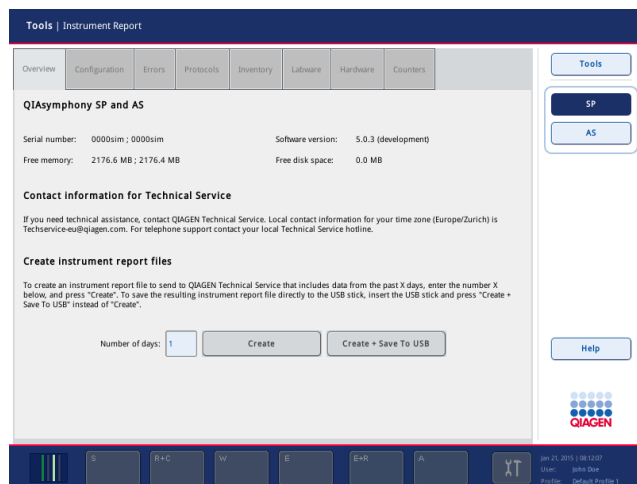 Tools | Instrument Report
Overview Configuration Errors Protocols Inventory Labware Hardware Counters
Tools
SP
AS
QIAsymphony SP and AS
Serial number: 0000sim ; 0000sim Software version: 5.0.3 (development)
Free memory: 2176.6 MB ; 2176.4 MB Free disk space: 0.0 MB
Contact information for Technical Service
If you need technical assistance, contact QIAGEN Technical Service. Local contact information for your time zone (Europe/Zurich) is
Techservice-eu@qiagen.com. For telephone support contact your local Technical Service hotline.
Create instrument report files
To create an instrument report file to send to QIAGEN Technical Service that includes data from the past X days, enter the number X
below, and press "Create". To save the resulting instrument report file directly to the USB stick, insert the USB stick and press "Create +
Save To USB" instead of "Create".
Number of days: 1 Create Create + Save To USB
Help
QIAGEN
S R+C W E E+R A
Jan 21, 2015 | 08:12:07
User: John Doe
Profile: Default Profile 1